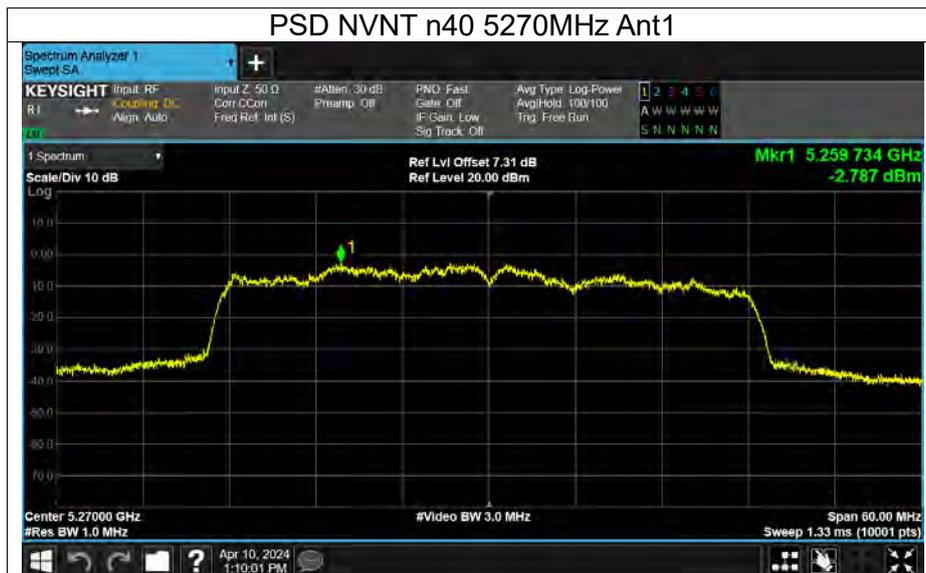 PSD NVNT n40 5270MHz Ant1
Spectrum Analyzer 1
Swept SA
+
KEYSIGHT Input: RF Input Z: 50 Ω #Atten: 30 dB PNO: Fast Avg Type: Log-Power 1 2 3 4 5 6
Coupling: DC Corr CCorr Preamp: Off Gate: Off Avg|Hold: 100/100 A W W W W W
Align: Auto Freq Ref: Int (S) IF Gain: Low Trig: Free Run S N N N N N
Sig Track: Off
1 Spectrum
Ref Lvl Offset 7.31 dB
Mkr1 5.259 734 GHz
Scale/Div 10 dB
Ref Level 20.00 dBm
-2.787 dBm
Log
10.0
0.00
1
-10.0
-20.0
-30.0
-40.0
-50.0
-60.0
-70.0
Center 5.27000 GHz
#Video BW 3.0 MHz
Span 60.00 MHz
#Res BW 1.0 MHz
Sweep 1.33 ms (10001 pts)
?
Apr 10, 2024
1:10:01 PM